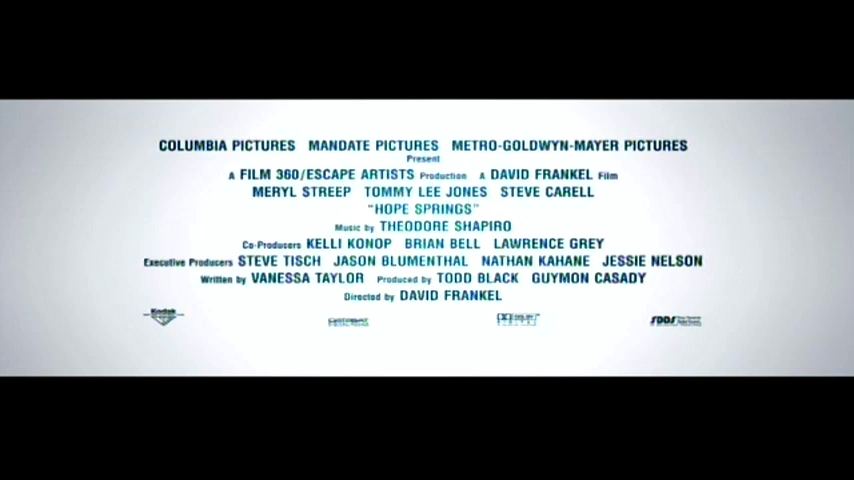 COLUMBIA PICTURES MANDATE PICTURES METRO-GOLDWYN-MAYER PICTURES
Present
A FILM 360/ESCAPE ARTISTS Production A DAVID FRANKEL Film
MERYL STREEP TOMMY LEE JONES STEVE CARELL
"HOPE SPRINGS"
Music by THEODORE SHAPIRO
Co-Producers KELLI KONOP BRIAN BELL LAWRENCE GREY
Executive Producers STEVE TISCH JASON BLUMENTHAL NATHAN KAHANE JESSIE NELSON
Written by VANESSA TAYLOR Produced by TODD BLACK GUYMON CASADY
Directed by DAVID FRANKEL
Kodak DOLBY SDDS